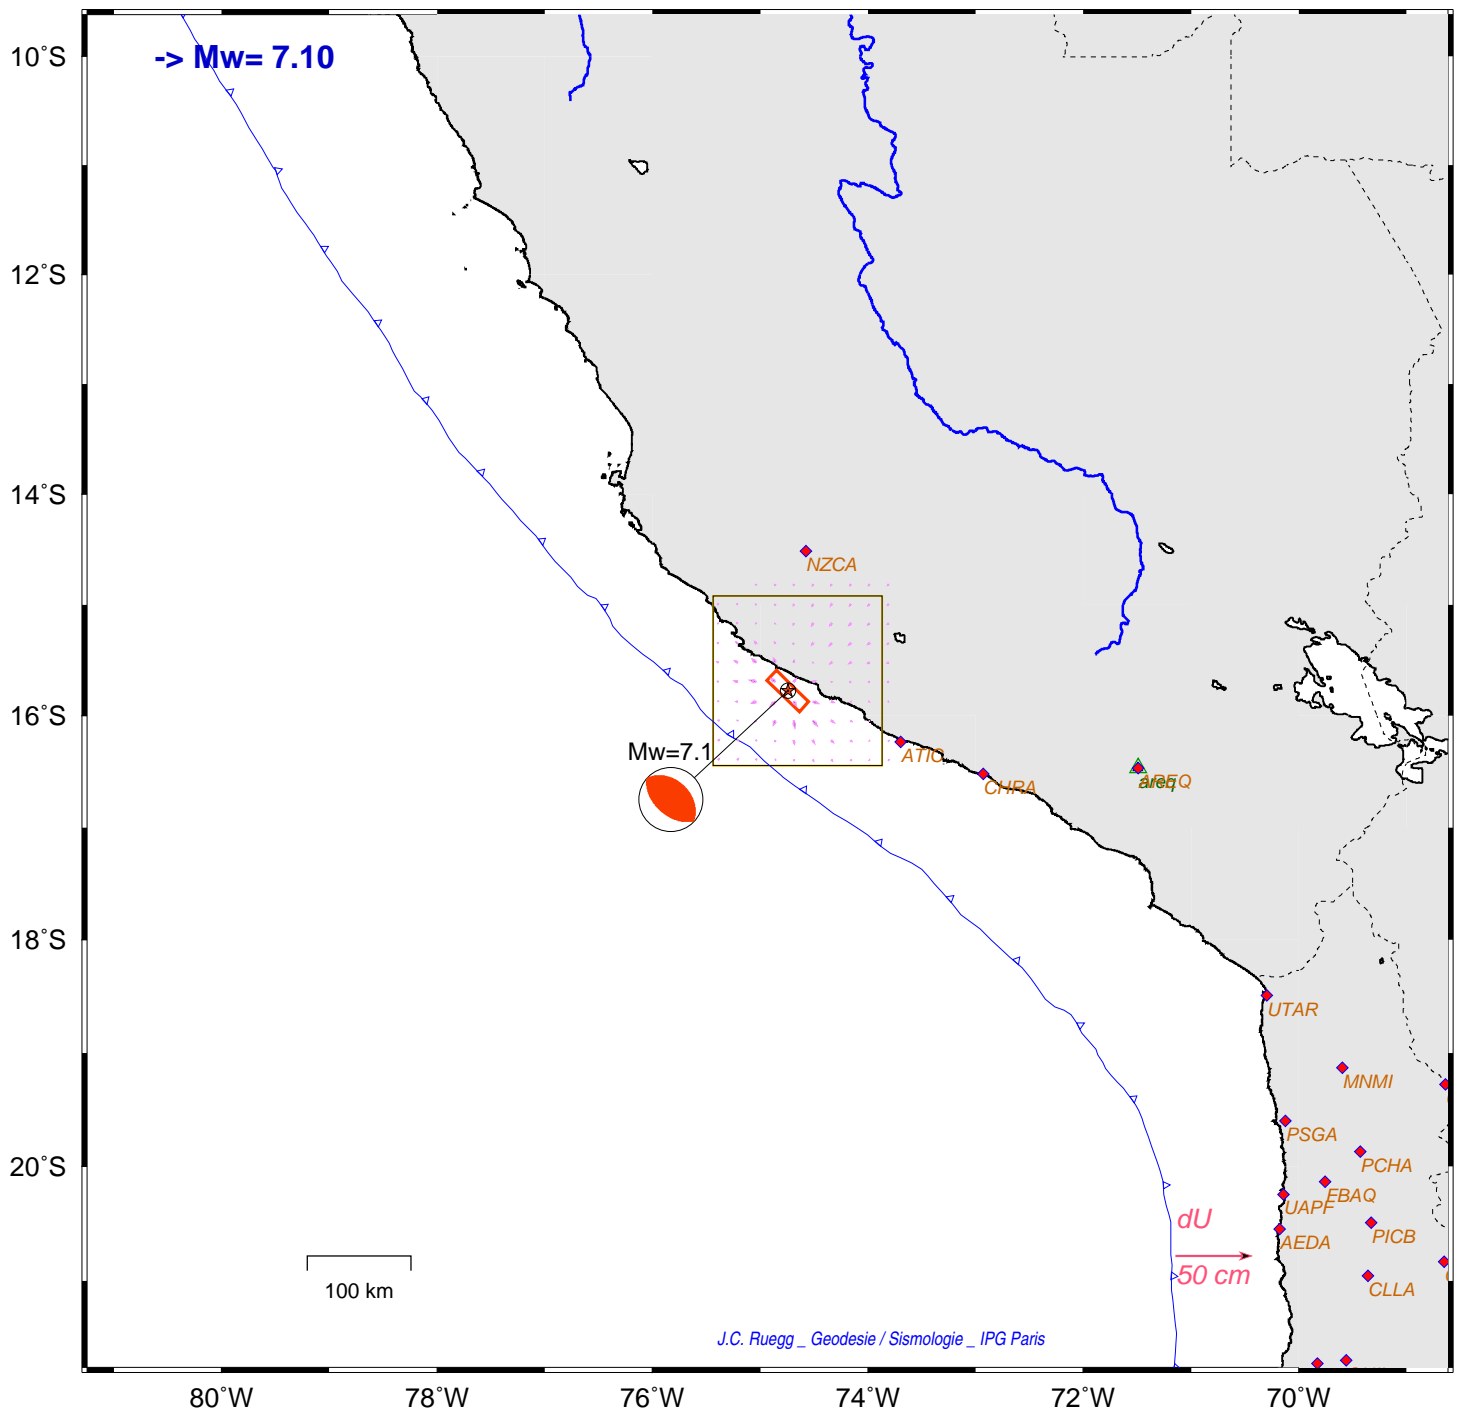 -> Mw= 7.10
10˚S
12˚S
14˚S
NZCA
16˚S
Mw=7.1
ATIC
CHRA
AREQ
areq
18˚S
UTAR
MNMI
PSGA
PCHA
20˚S
EBAQ
UAPF
dU
PICB
AEDA
50 cm
CLLA
100 km
J.C. Ruegg _ Geodesie / Sismologie _ IPG Paris
80˚W
78˚W
76˚W
74˚W
72˚W
70˚W